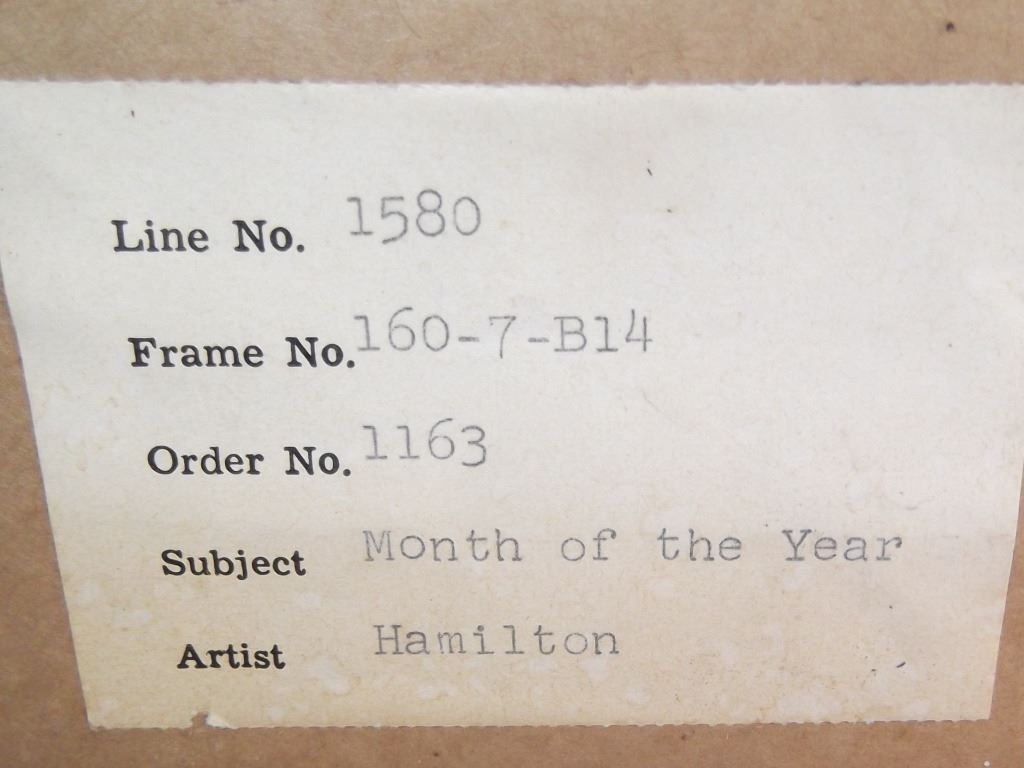 Line No. 1580
Frame No. 160-7-B14
Order No. 1163
Subject Month of the Year
Artist Hamilton